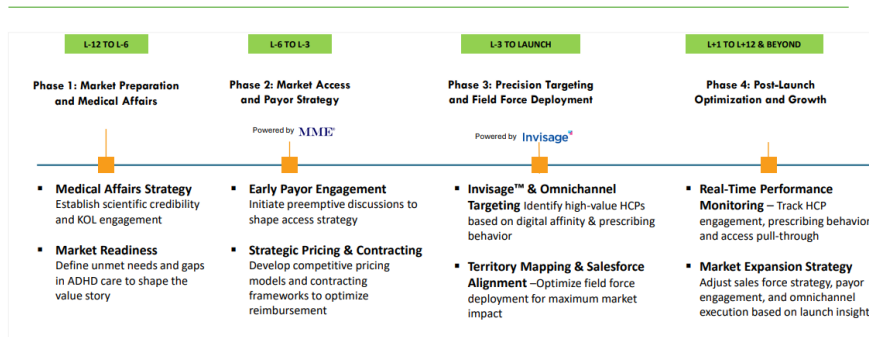 L-12 TO L-6
L-6 TO L-3
L-3 TO LAUNCH
L+1 TO L+12 & BEYOND
Phase 1: Market Preparation
and Medical Affairs
Phase 2: Market Access
and Payor Strategy
Phase 3: Precision Targeting
and Field Force Deployment
Phase 4: Post-Launch
Optimization and Growth
Powered by MME
Powered by Invisage
▪ Medical Affairs Strategy
Establish scientific credibility
and KOL engagement
▪ Market Readiness
Define unmet needs and gaps
in ADHD care to shape the
value story
▪ Early Payor Engagement
Initiate preemptive discussions to
shape access strategy
▪ Strategic Pricing & Contracting
Develop competitive pricing
models and contracting
frameworks to optimize
reimbursement
▪ Invisage™ & Omnichannel
Targeting Identify high-value HCPs
based on digital affinity & prescribing
behavior
▪ Territory Mapping & Salesforce
Alignment –Optimize field force
deployment for maximum market
impact
▪ Real-Time Performance
Monitoring – Track HCP
engagement, prescribing behavior
and access pull-through
▪ Market Expansion Strategy
Adjust sales force strategy, payor
engagement, and omnichannel
execution based on launch insight